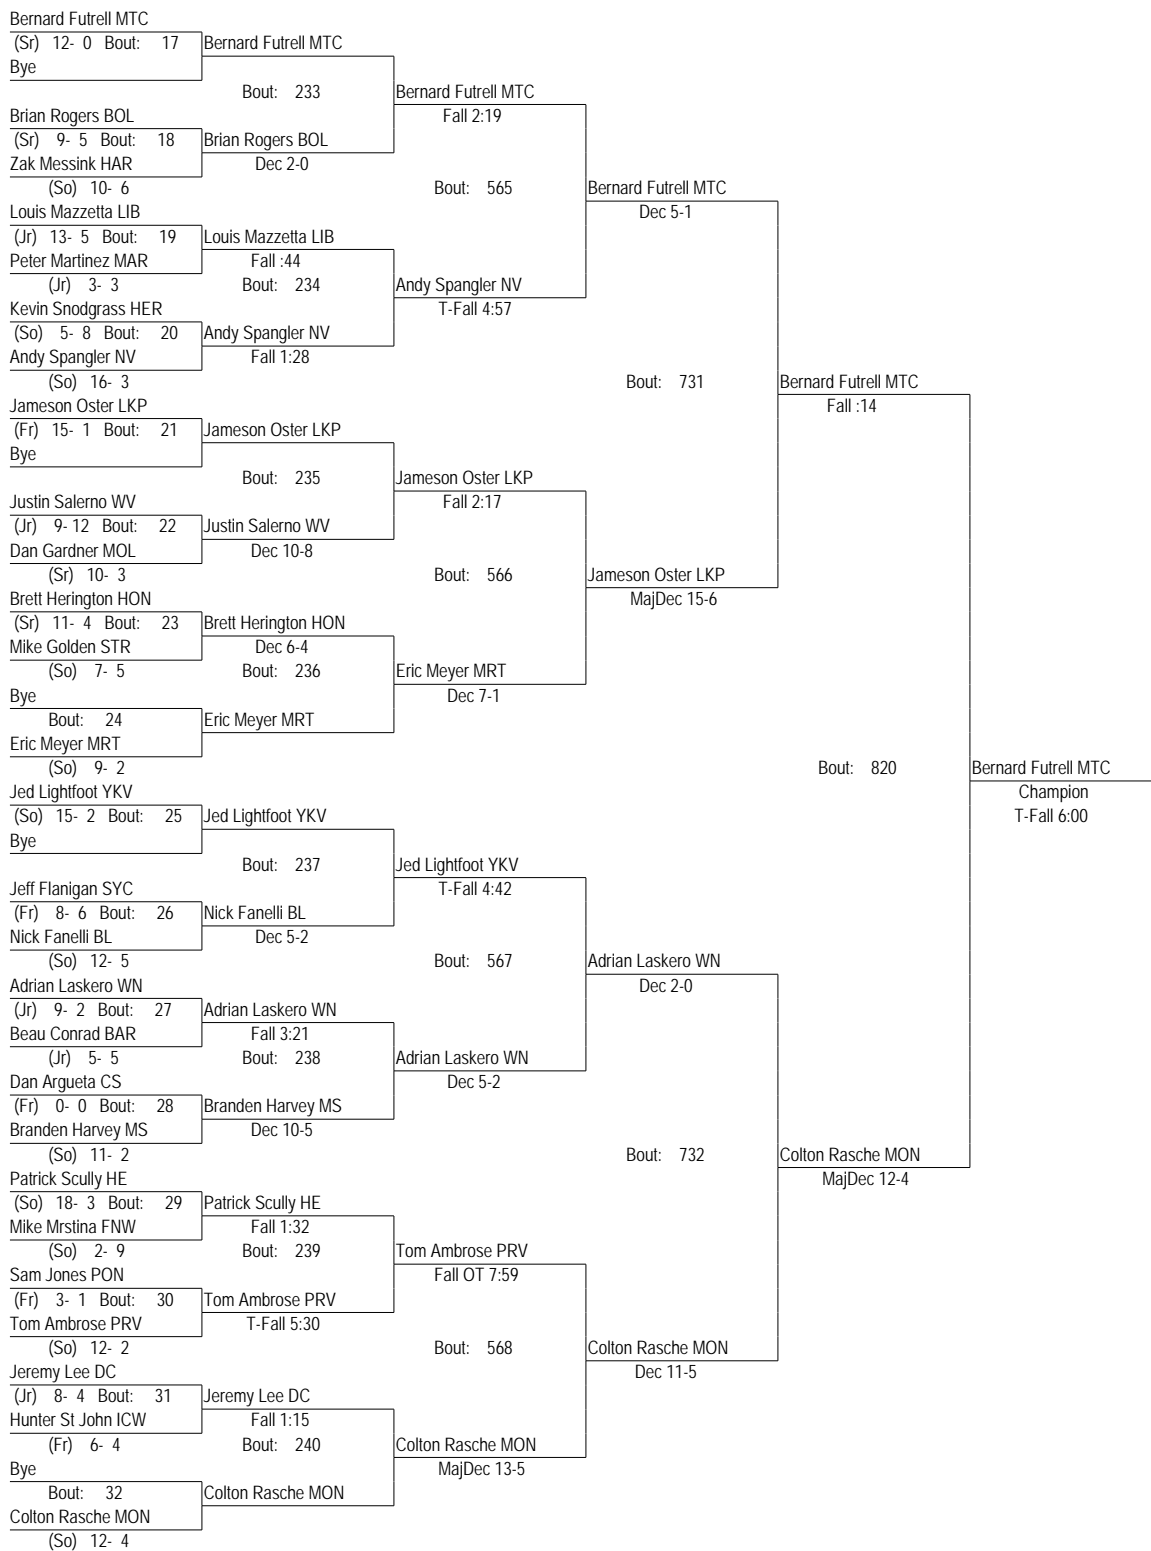 Bernard Futrell MTC
(Sr) 12- 0 Bout: 17 Bernard Futrell MTC
Bye
Bout: 233 Bernard Futrell MTC
Fall 2:19
Brian Rogers BOL
(Sr) 9- 5 Bout: 18 Brian Rogers BOL
Zak Messink HAR Dec 2-0
(So) 10- 6 Bout: 565 Bernard Futrell MTC
Louis Mazzetta LIB Dec 5-1
(Jr) 13- 5 Bout: 19 Louis Mazzetta LIB
Peter Martinez MAR Fall :44
(Jr) 3- 3 Bout: 234 Andy Spangler NV
Kevin Snodgrass HER T-Fall 4:57
(So) 5- 8 Bout: 20 Andy Spangler NV
Andy Spangler NV Fall 1:28
(So) 16- 3 Bout: 731 Bernard Futrell MTC
Jameson Oster LKP Fall :14
(Fr) 15- 1 Bout: 21 Jameson Oster LKP
Bye
Bout: 235 Jameson Oster LKP
Justin Salerno WV Fall 2:17
(Jr) 9- 12 Bout: 22 Justin Salerno WV
Dan Gardner MOL Dec 10-8
(Sr) 10- 3 Bout: 566 Jameson Oster LKP
Brett Herington HON MajDec 15-6
(Sr) 11- 4 Bout: 23 Brett Herington HON
Mike Golden STR Dec 6-4
(So) 7- 5 Bout: 236 Eric Meyer MRT
Bye Dec 7-1
Bout: 24 Eric Meyer MRT
Eric Meyer MRT
(So) 9- 2 Bout: 820 Bernard Futrell MTC
Jed Lightfoot YKV Champion
(So) 15- 2 Bout: 25 Jed Lightfoot YKV T-Fall 6:00
Bye
Bout: 237 Jed Lightfoot YKV
Jeff Flanigan SYC T-Fall 4:42
(Fr) 8- 6 Bout: 26 Nick Fanelli BL
Nick Fanelli BL Dec 5-2
(So) 12- 5 Bout: 567 Adrian Laskero WN
Adrian Laskero WN Dec 2-0
(Jr) 9- 2 Bout: 27 Adrian Laskero WN
Beau Conrad BAR Fall 3:21
(Jr) 5- 5 Bout: 238 Adrian Laskero WN
Dan Argueta CS Dec 5-2
(Fr) 0- 0 Bout: 28 Branden Harvey MS
Branden Harvey MS Dec 10-5
(So) 11- 2 Bout: 732 Colton Rasche MON
Patrick Scully HE MajDec 12-4
(So) 18- 3 Bout: 29 Patrick Scully HE
Mike Mrstina FNW Fall 1:32
(So) 2- 9 Bout: 239 Tom Ambrose PRV
Sam Jones PON Fall OT 7:59
(Fr) 3- 1 Bout: 30 Tom Ambrose PRV
Tom Ambrose PRV T-Fall 5:30
(So) 12- 2 Bout: 568 Colton Rasche MON
Jeremy Lee DC Dec 11-5
(Jr) 8- 4 Bout: 31 Jeremy Lee DC
Hunter St John ICW Fall 1:15
(Fr) 6- 4 Bout: 240 Colton Rasche MON
Bye MajDec 13-5
Bout: 32 Colton Rasche MON
Colton Rasche MON
(So) 12- 4